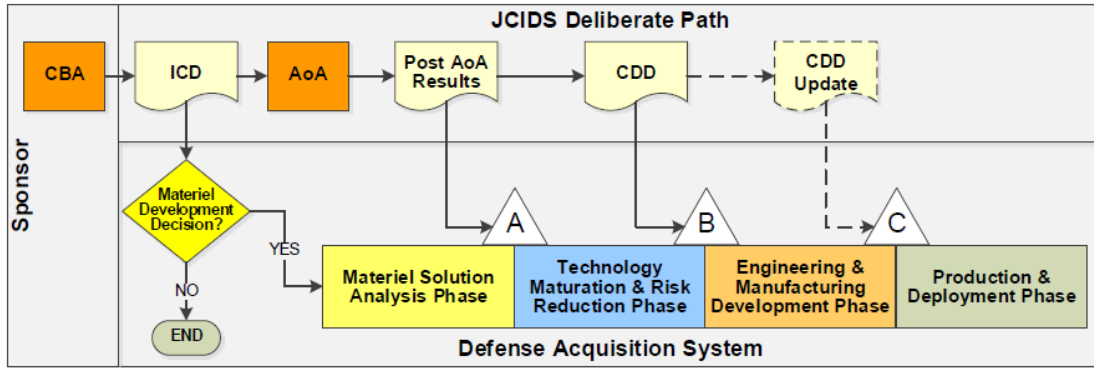 JCIDS Deliberate Path
Sponsor
CBA
ICD
AoA
Post AoA
Results
CDD
CDD
Update
Materiel
Development
Decision?
YES
NO
END
A
B
C
Materiel Solution
Analysis Phase
Technology
Maturation & Risk
Reduction Phase
Engineering &
Manufacturing
Development Phase
Production &
Deployment Phase
Defense Acquisition System